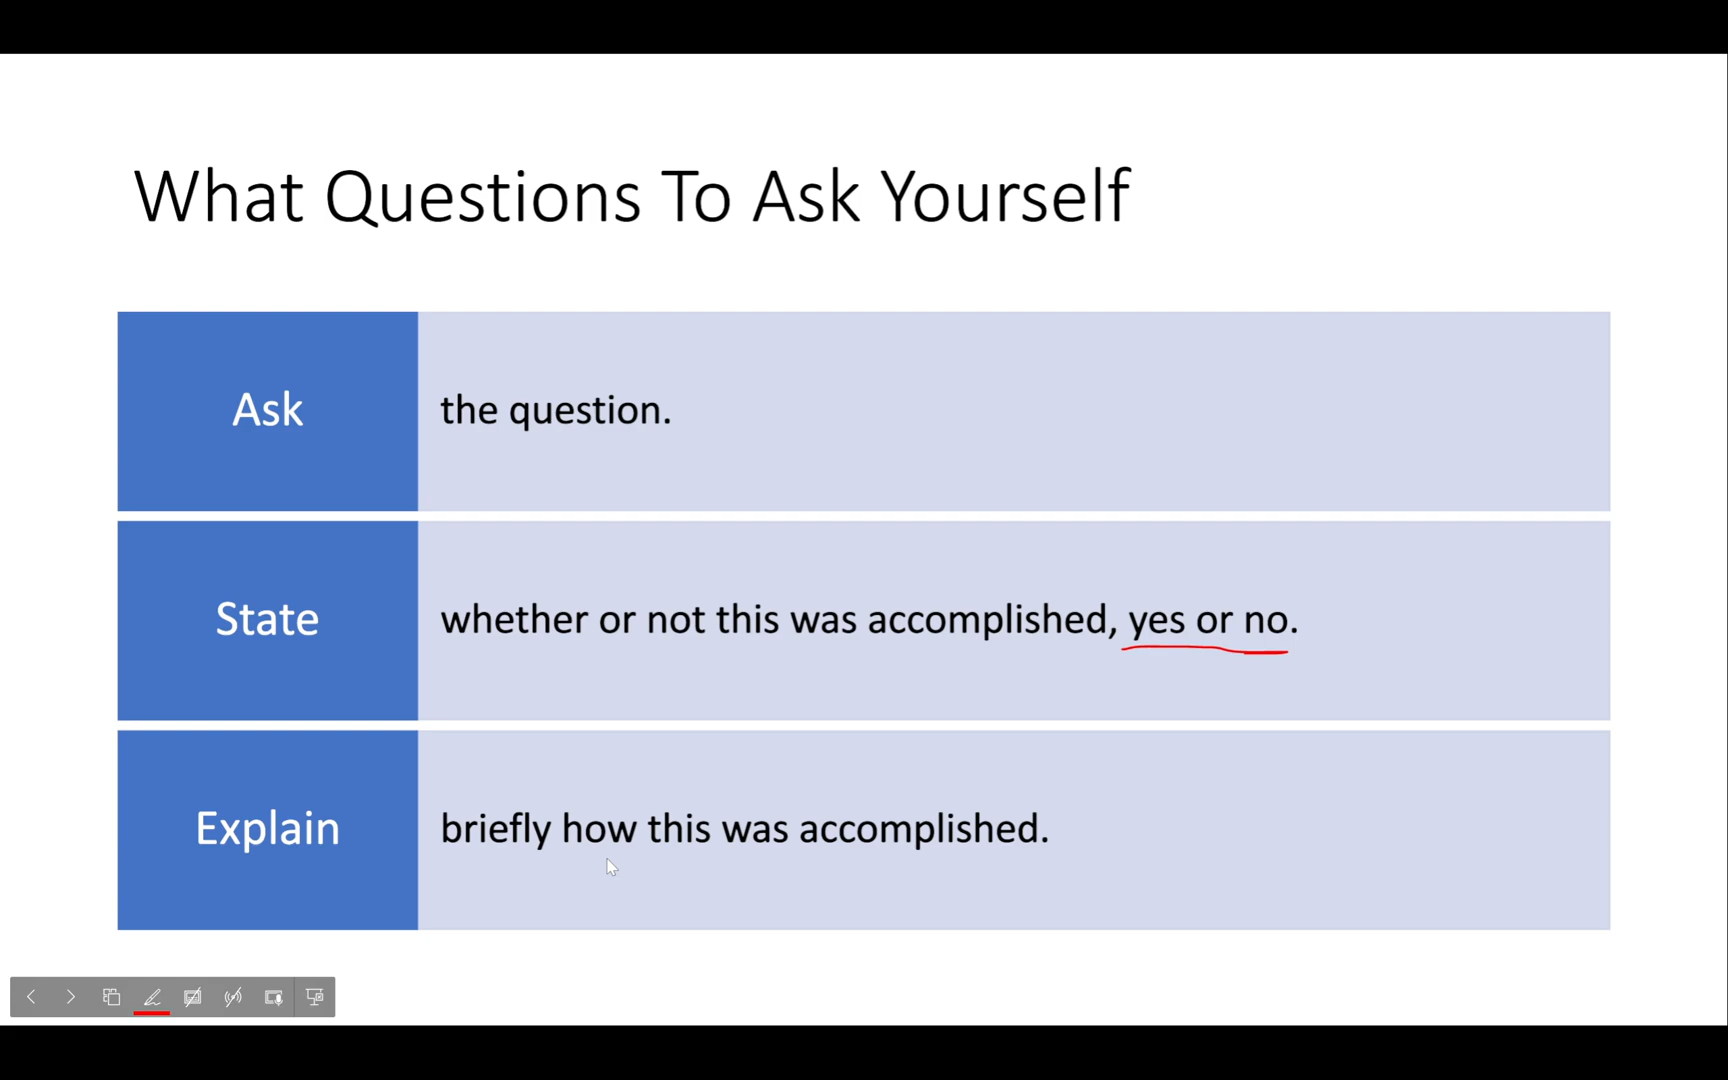 What Questions To Ask Yourself
Ask
the question.
State
whether or not this was accomplished, yes or no.
Explain
briefly how this was accomplished.